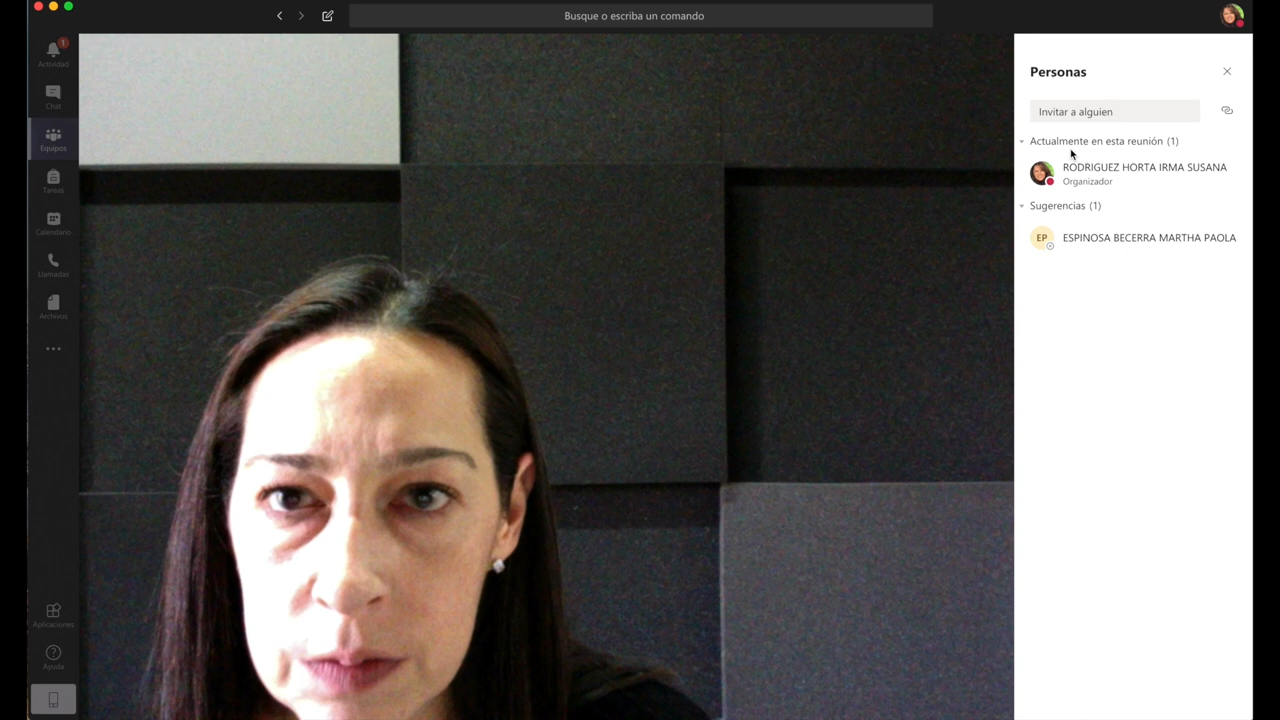 Busque o escriba un comando
1
Actividad
Chat
Equipos
Tareas
Calendario
Llamadas
Archivos
Aplicaciones
Ayuda
Personas
Invitar a alguien
Actualmente en esta reunión (1)
RODRIGUEZ HORTA IRMA SUSANA
Organizador
Sugerencias (1)
EP
ESPINOSA BECERRA MARTHA PAOLA